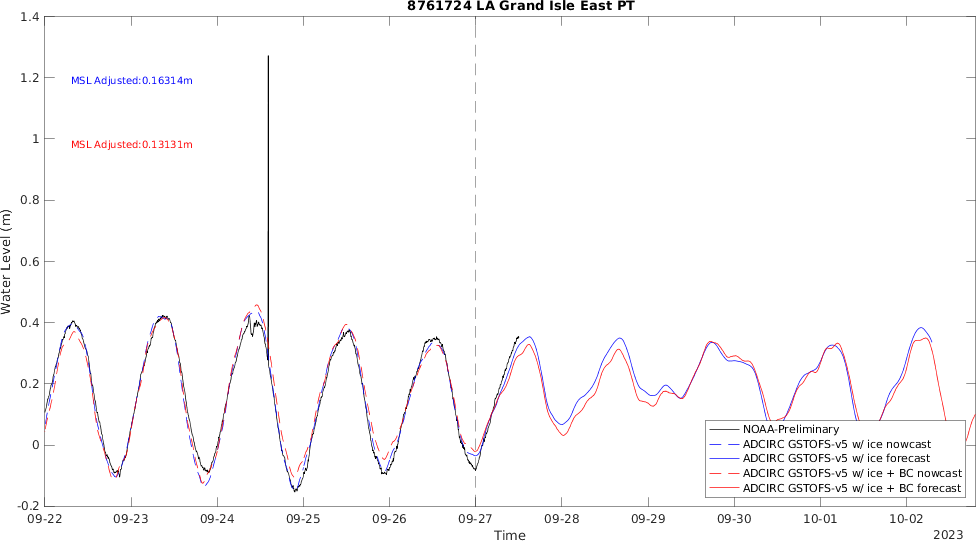 8761724 LA Grand Isle East PT
1.4
1.2
1
0.8
0.6
0.4
0.2
0
-0.2
Water Level (m)
MSL Adjusted:0.16314m
MSL Adjusted:0.13131m
NOAA-Preliminary
ADCIRC GSTOFS-v5 w/ ice nowcast
ADCIRC GSTOFS-v5 w/ ice forecast
ADCIRC GSTOFS-v5 w/ ice + BC nowcast
ADCIRC GSTOFS-v5 w/ ice + BC forecast
09-22 09-23 09-24 09-25 09-26 09-27 09-28 09-29 09-30 10-01 10-02
Time
2023